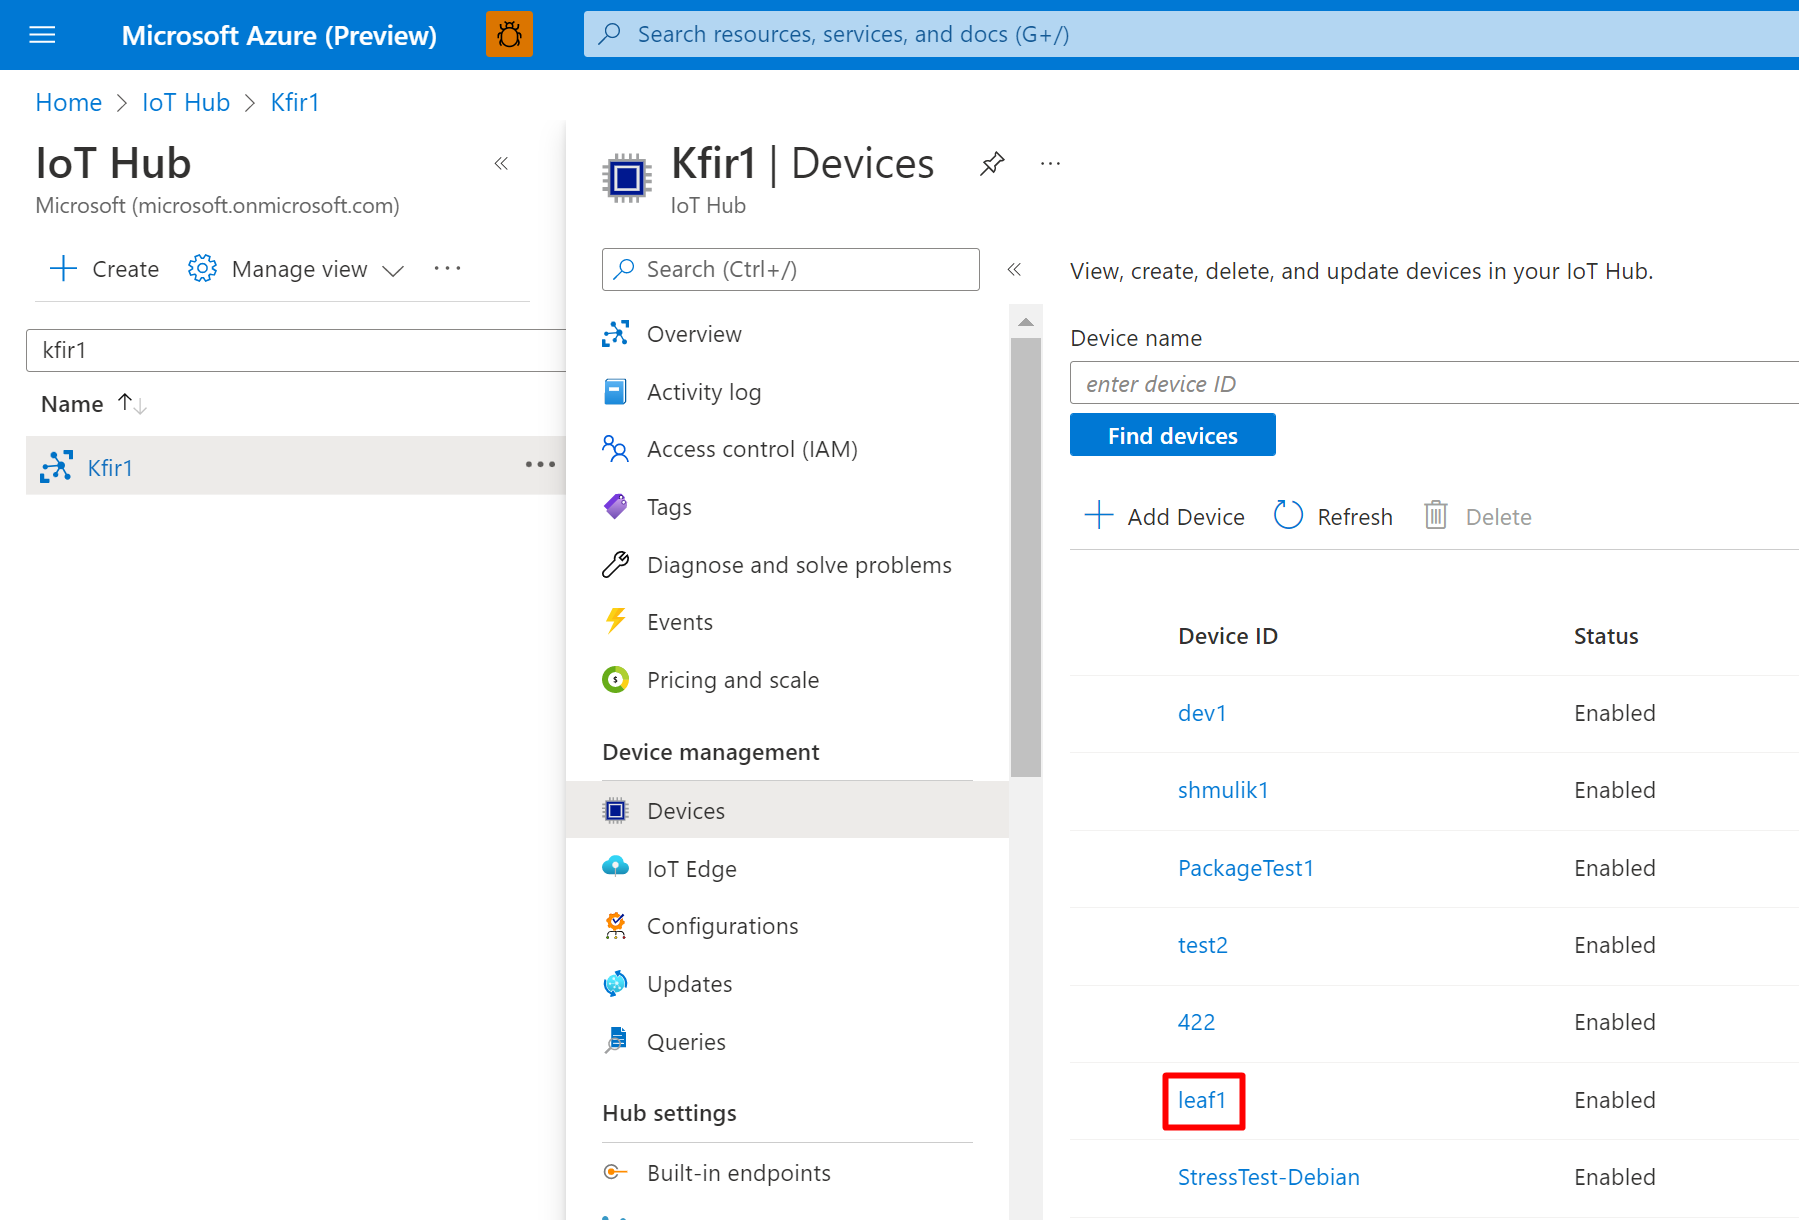 Microsoft Azure (Preview)
Search resources, services, and docs (G+/)
Home > IoT Hub > Kfir1
IoT Hub
Microsoft (microsoft.onmicrosoft.com)
Create
Manage view
kfir1
Name
Kfir1
Kfir1 | Devices
IoT Hub
Search (Ctrl+/)
Overview
Activity log
Access control (IAM)
Tags
Diagnose and solve problems
Events
Pricing and scale
Device management
Devices
IoT Edge
Configurations
Updates
Queries
Hub settings
Built-in endpoints
View, create, delete, and update devices in your IoT Hub.
Device name
enter device ID
Find devices
Add Device
Refresh
Delete
Device ID Status
dev1 Enabled
shmulik1 Enabled
PackageTest1 Enabled
test2 Enabled
422 Enabled
leaf1 Enabled
StressTest-Debian Enabled